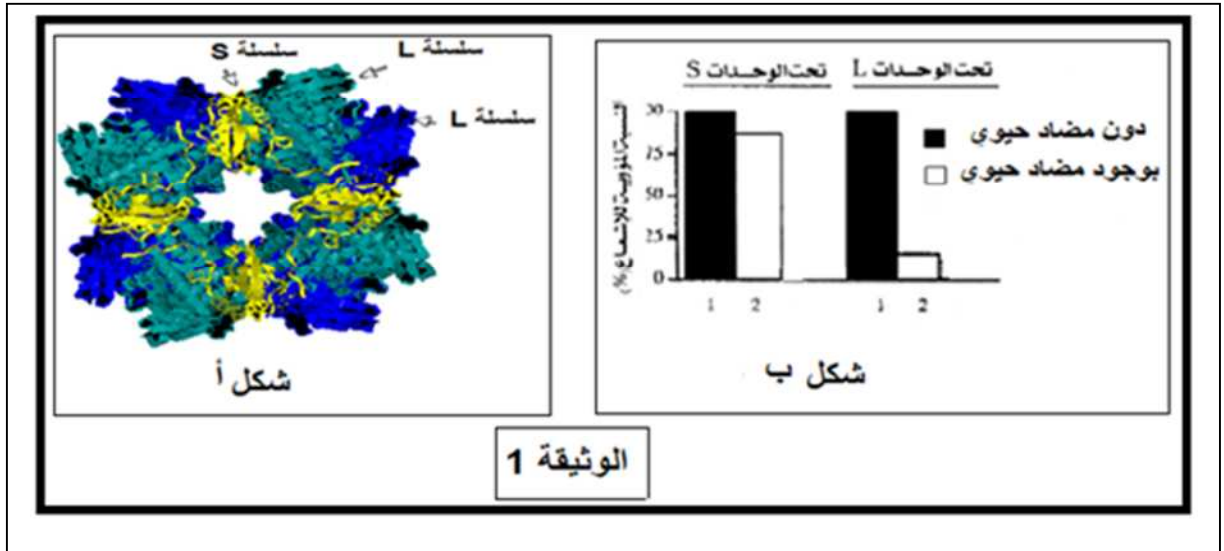 سلسلة S
سلسلة L
سلسلة L
شكل أ
تحت الوحدات S
تحت الوحدات L
النسبة المئوية للإشعاع (%)
00
75
50
25
0
1 2
1 2
دون مضاد حيوي
بوجود مضاد حيوي
شكل ب
الوثيقة 1